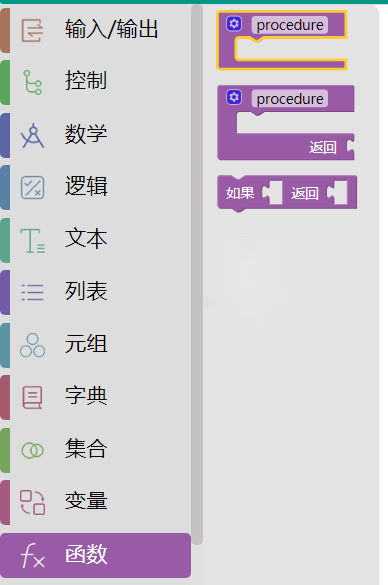 输入/输出
控制
数学
逻辑
文本
列表
元组
字典
集合
变量
函数
procedure
procedure
返回
如果 返回